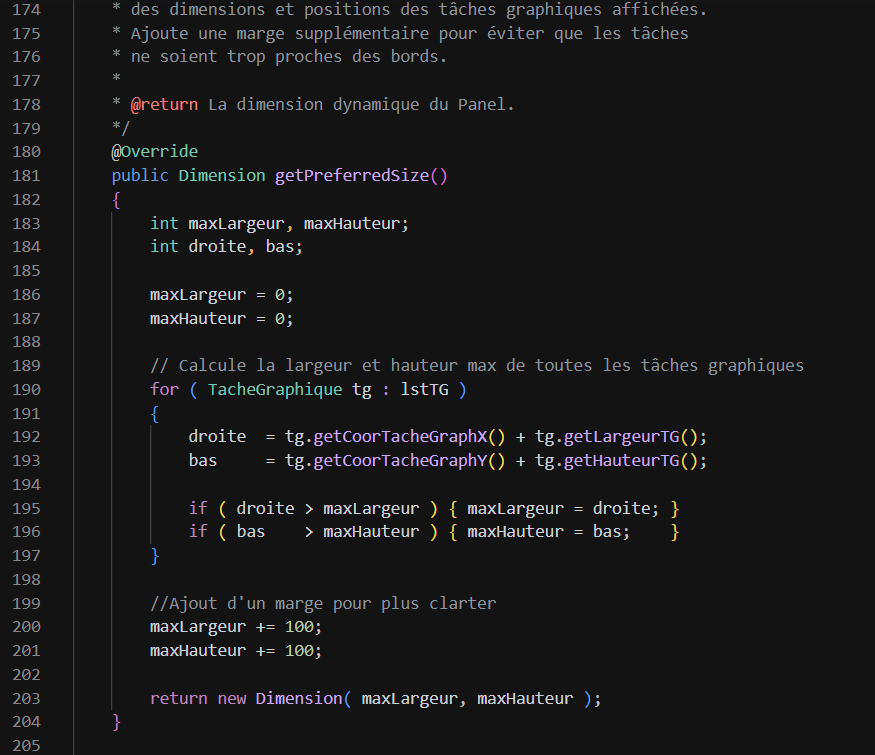 174 * des dimensions et positions des tâches graphiques affichées.
175 * Ajoute une marge supplémentaire pour éviter que les tâches
176 * ne soient trop proches des bords.
177 *
178 * @return La dimension dynamique du Panel.
179 */
180 @Override
181 public Dimension getPreferredSize()
182 {
183 int maxLargeur, maxHauteur;
184 int droite, bas;
185
186 maxLargeur = 0;
187 maxHauteur = 0;
188
189 // Calcule la largeur et hauteur max de toutes les tâches graphiques
190 for ( TacheGraphique tg : lstTG )
191 {
192 droite = tg.getCoorTacheGraphX() + tg.getLargeurTG();
193 bas = tg.getCoorTacheGraphY() + tg.getHauteurTG();
194
195 if ( droite > maxLargeur ) { maxLargeur = droite; }
196 if ( bas > maxHauteur ) { maxHauteur = bas; }
197 }
198
199 //Ajout d'un marge pour plus clarter
200 maxLargeur += 100;
201 maxHauteur += 100;
202
203 return new Dimension( maxLargeur, maxHauteur );
204 }
205